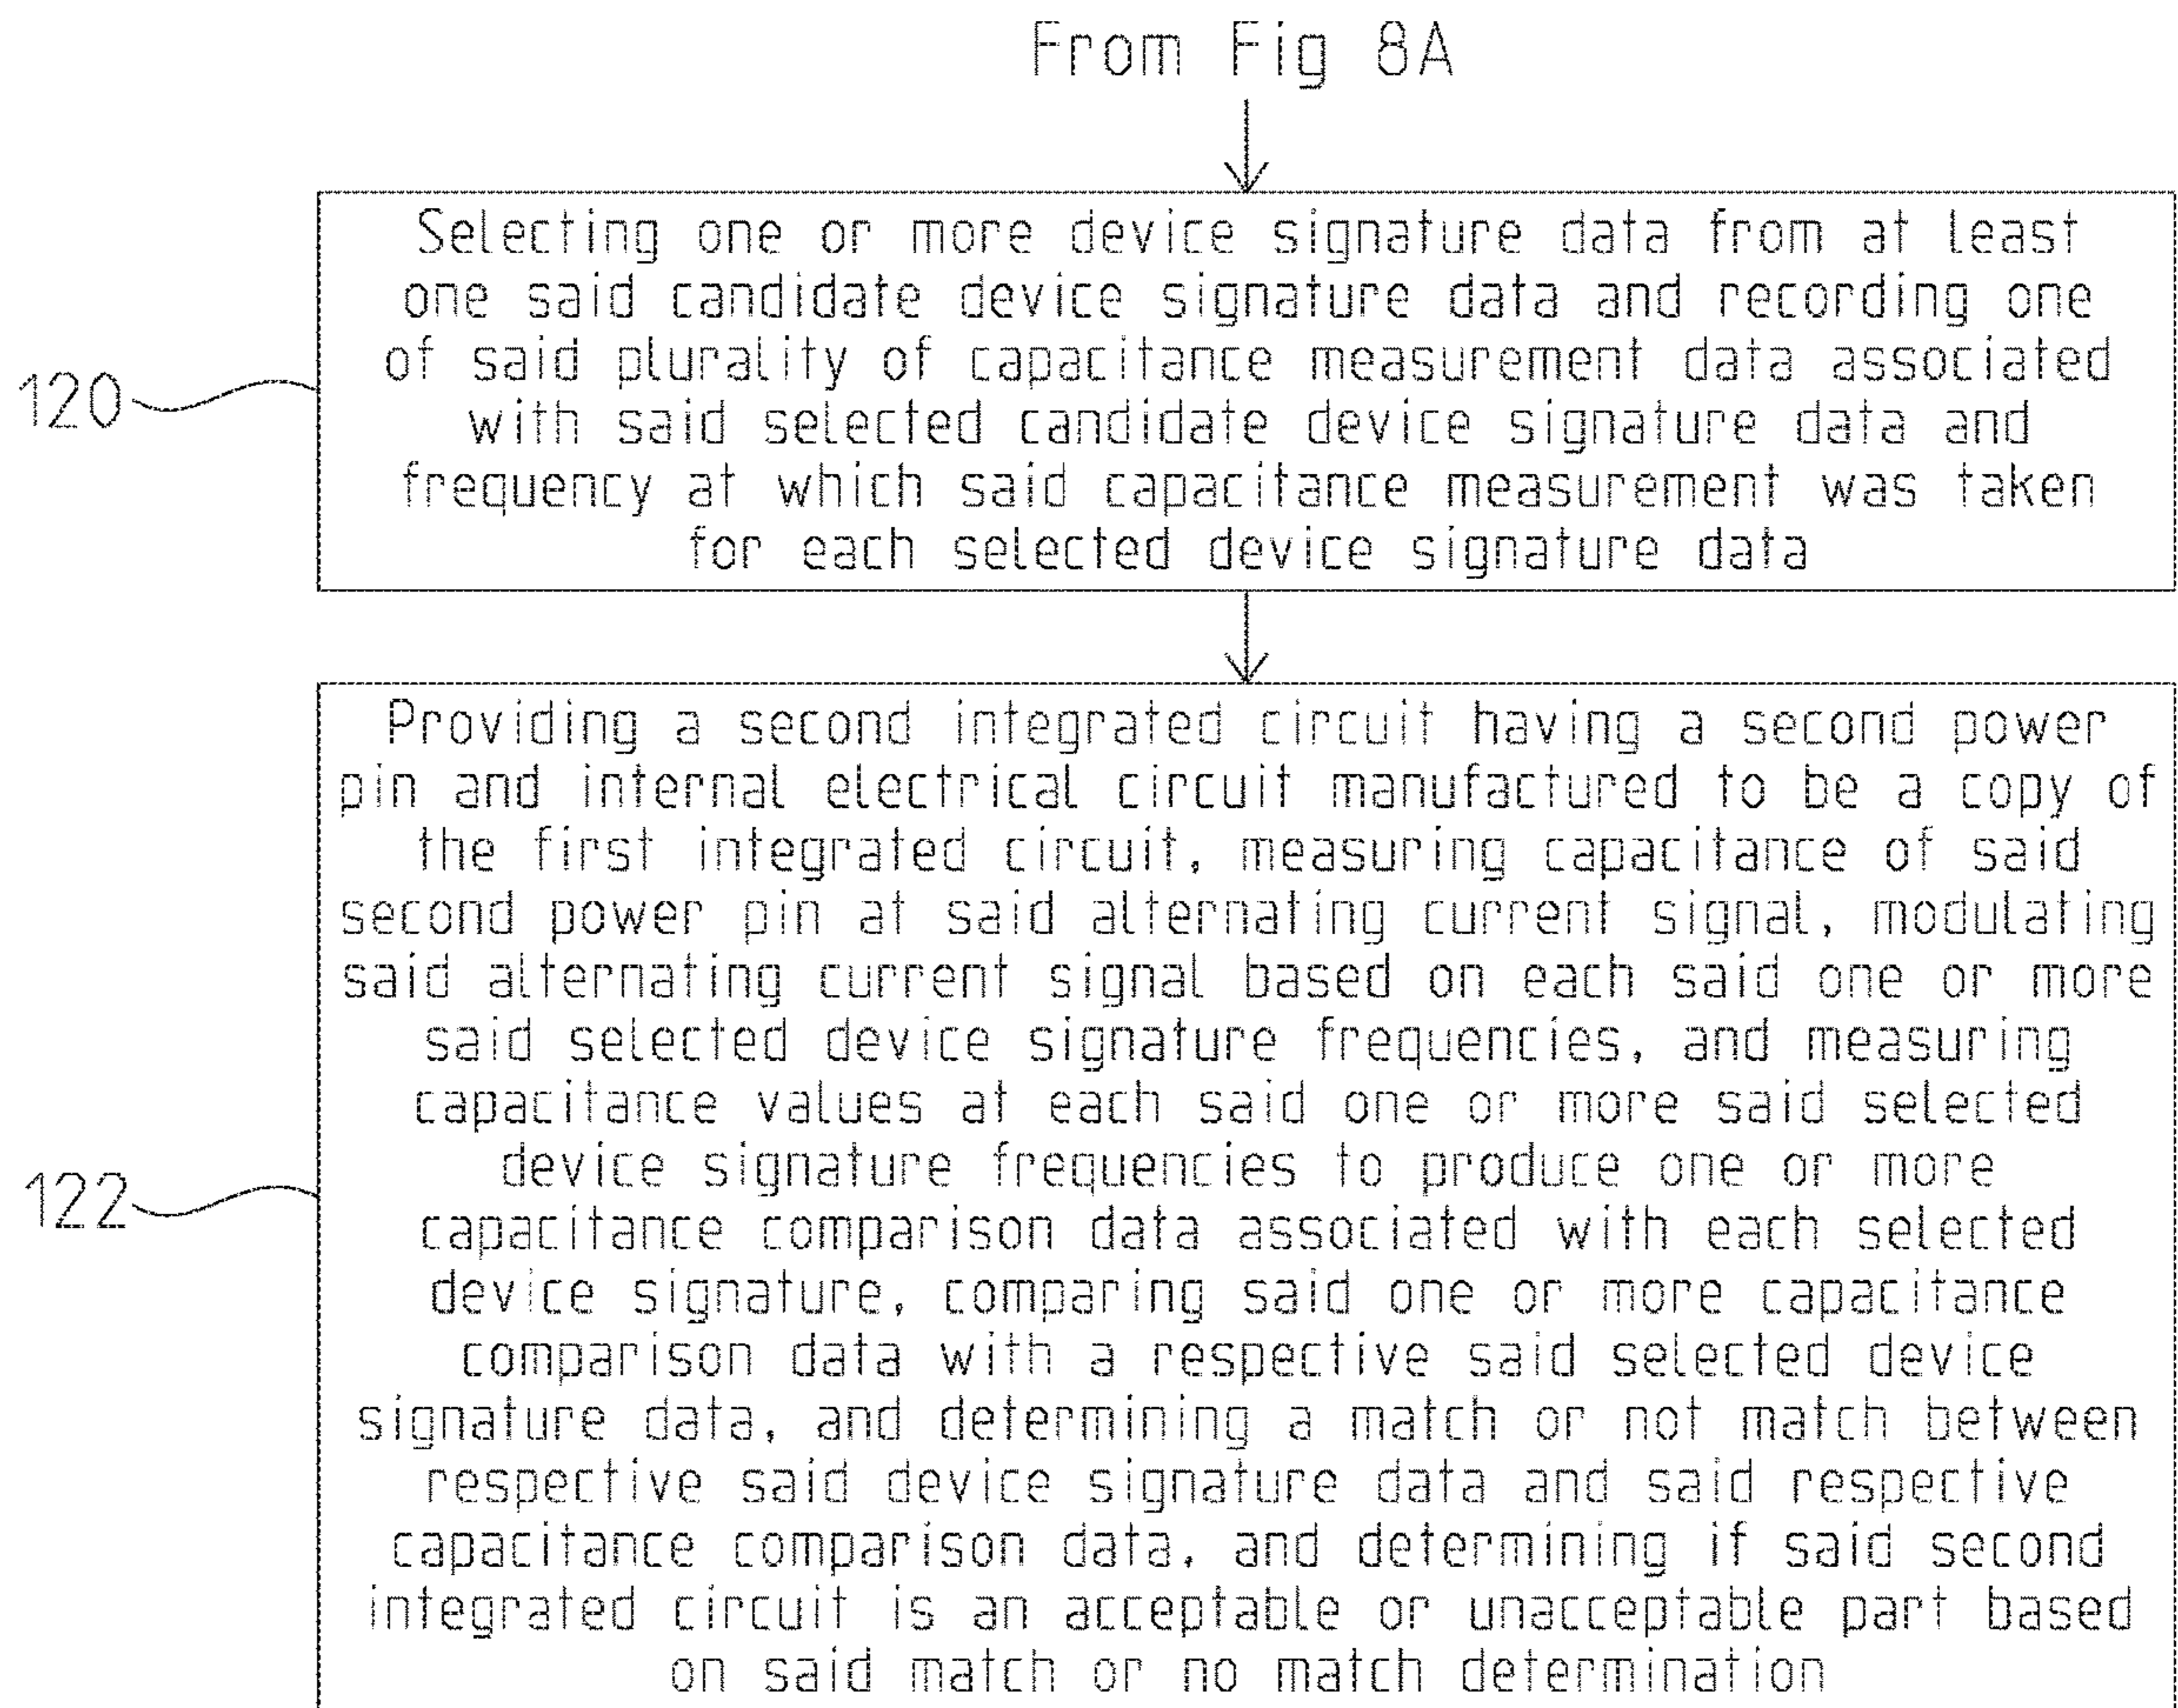 From Fig 8A
Selecting one or more device signature data from at least
one said candidate device signature data and recording one
of said plurality of capacitance measurement data associated
120
with said selected candidate device signature data and
frequency at which said capacitance measurement was taken
for each selected device signature data
Providing a second integrated circuit having a second power
pin and internal electrical circuit manufactured to be a copy of
the first integrated circuit, measuring capacitance of said
second power pin at said alternating current signal, modulating
said alternating current signal based on each said one or more
said selected device signature frequencies, and measuring
capacitance values at each said one or more said selected
device signature frequencies to produce one or more
122
capacitance comparison data associated with each selected
device signature, comparing said one or more capacitance
comparison data with a respective said selected device
signature data, and determining a match or not match between
respective said device signature data and said respective
capacitance comparison data, and determining if said second
integrated circuit is an acceptable or unacceptable part based
on said match or no match determination